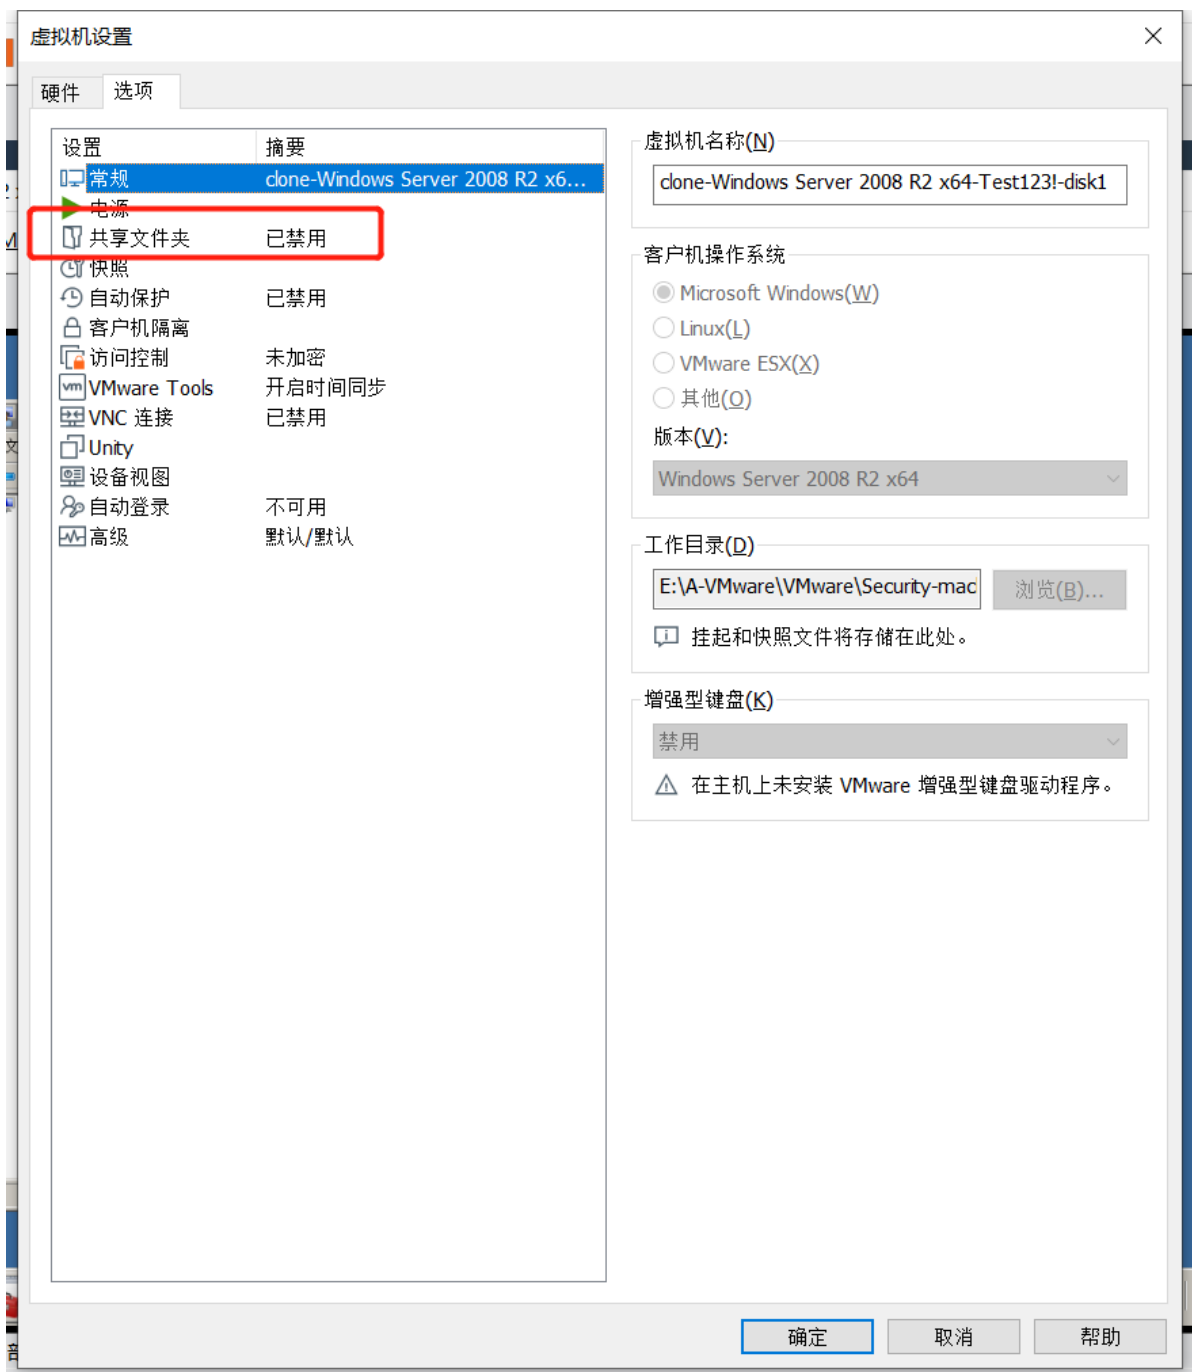 虚拟机设置
硬件 选项
设置 摘要
常规 clone-Windows Server 2008 R2 x6...
电源
共享文件夹 已禁用
快照
自动保护 已禁用
客户机隔离
访问控制 未加密
vm VMware Tools 开启时间同步
VNC 连接 已禁用
Unity
设备视图
自动登录 不可用
高级 默认/默认
虚拟机名称(N)
clone-Windows Server 2008 R2 x64-Test123!-disk1
客户机操作系统
Microsoft Windows(W)
Linux(L)
VMware ESX(X)
其他(O)
版本(V):
Windows Server 2008 R2 x64
工作目录(D)
E:\A-VMware\VMware\Security-mac
浏览(B)...
挂起和快照文件将存储在此处。
增强型键盘(K)
禁用
在主机上未安装 VMware 增强型键盘驱动程序。
确定 取消 帮助